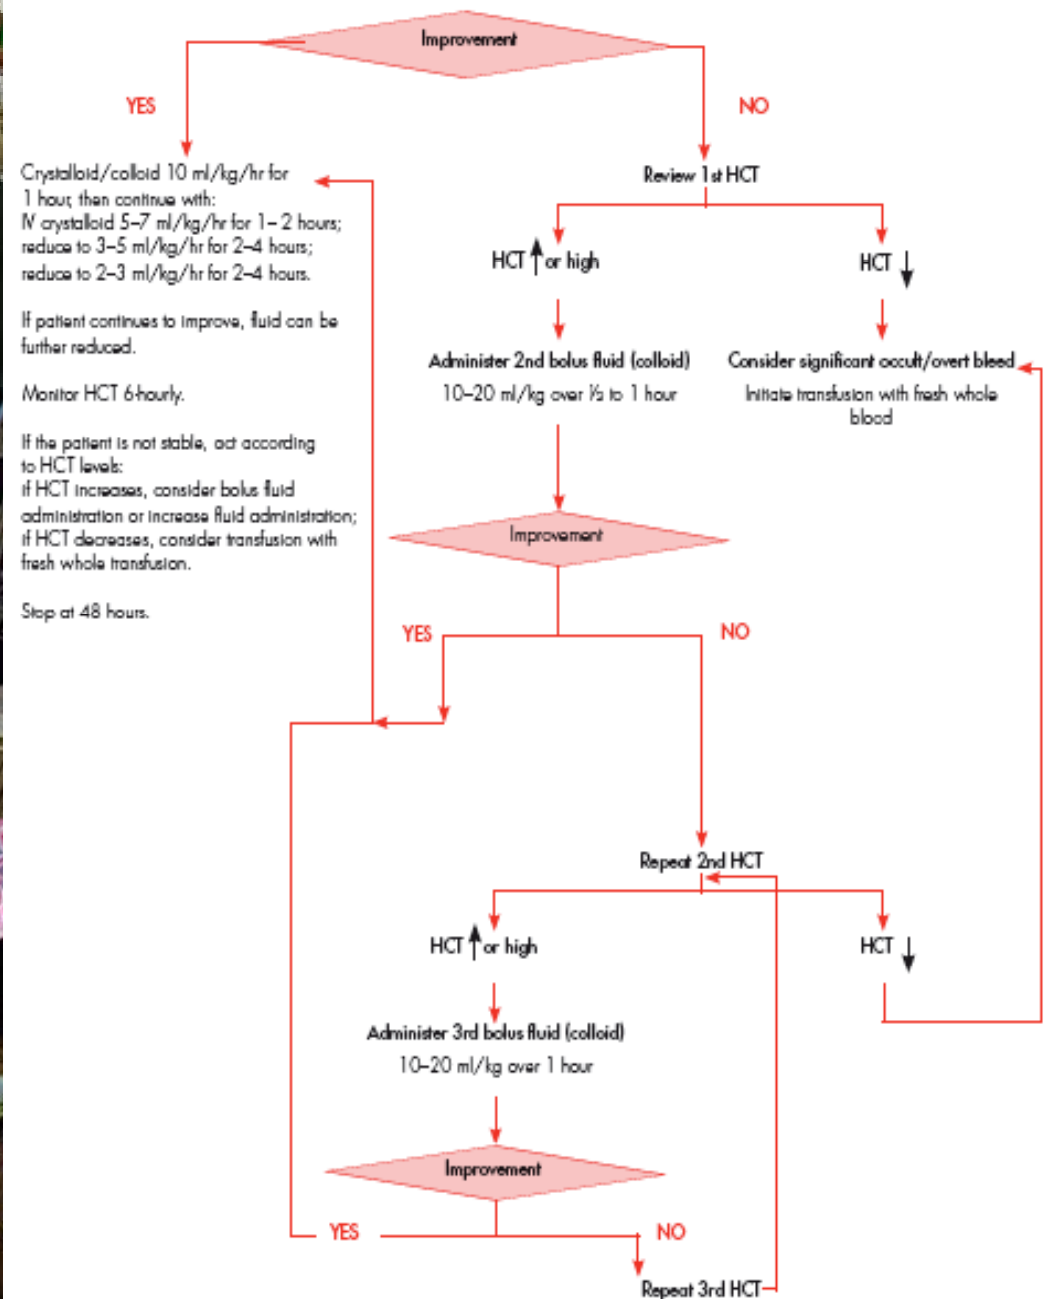 Improvement
YES
NO
Crystalloid/colloid 10 ml/kg/hr for
1 hour, then continue with:
IV crystalloid 5–7 ml/kg/hr for 1– 2 hours;
reduce to 3–5 ml/kg/hr for 2–4 hours;
reduce to 2–3 ml/kg/hr for 2–4 hours.
If patient continues to improve, fluid can be
further reduced.
Monitor HCT 6-hourly.
If the patient is not stable, act according
to HCT levels:
if HCT increases, consider bolus fluid
administration or increase fluid administration;
if HCT decreases, consider transfusion with
fresh whole transfusion.
Stop at 48 hours.
Review 1st HCT
HCT ↑ or high
HCT ↓
Administer 2nd bolus fluid (colloid)
10–20 ml/kg over ½ to 1 hour
Consider significant occult/overt bleed
Initiate transfusion with fresh whole
blood
Improvement
YES
NO
Repeat 2nd HCT
HCT ↑ or high
HCT ↓
Administer 3rd bolus fluid (colloid)
10–20 ml/kg over 1 hour
Improvement
YES
NO
Repeat 3rd HCT